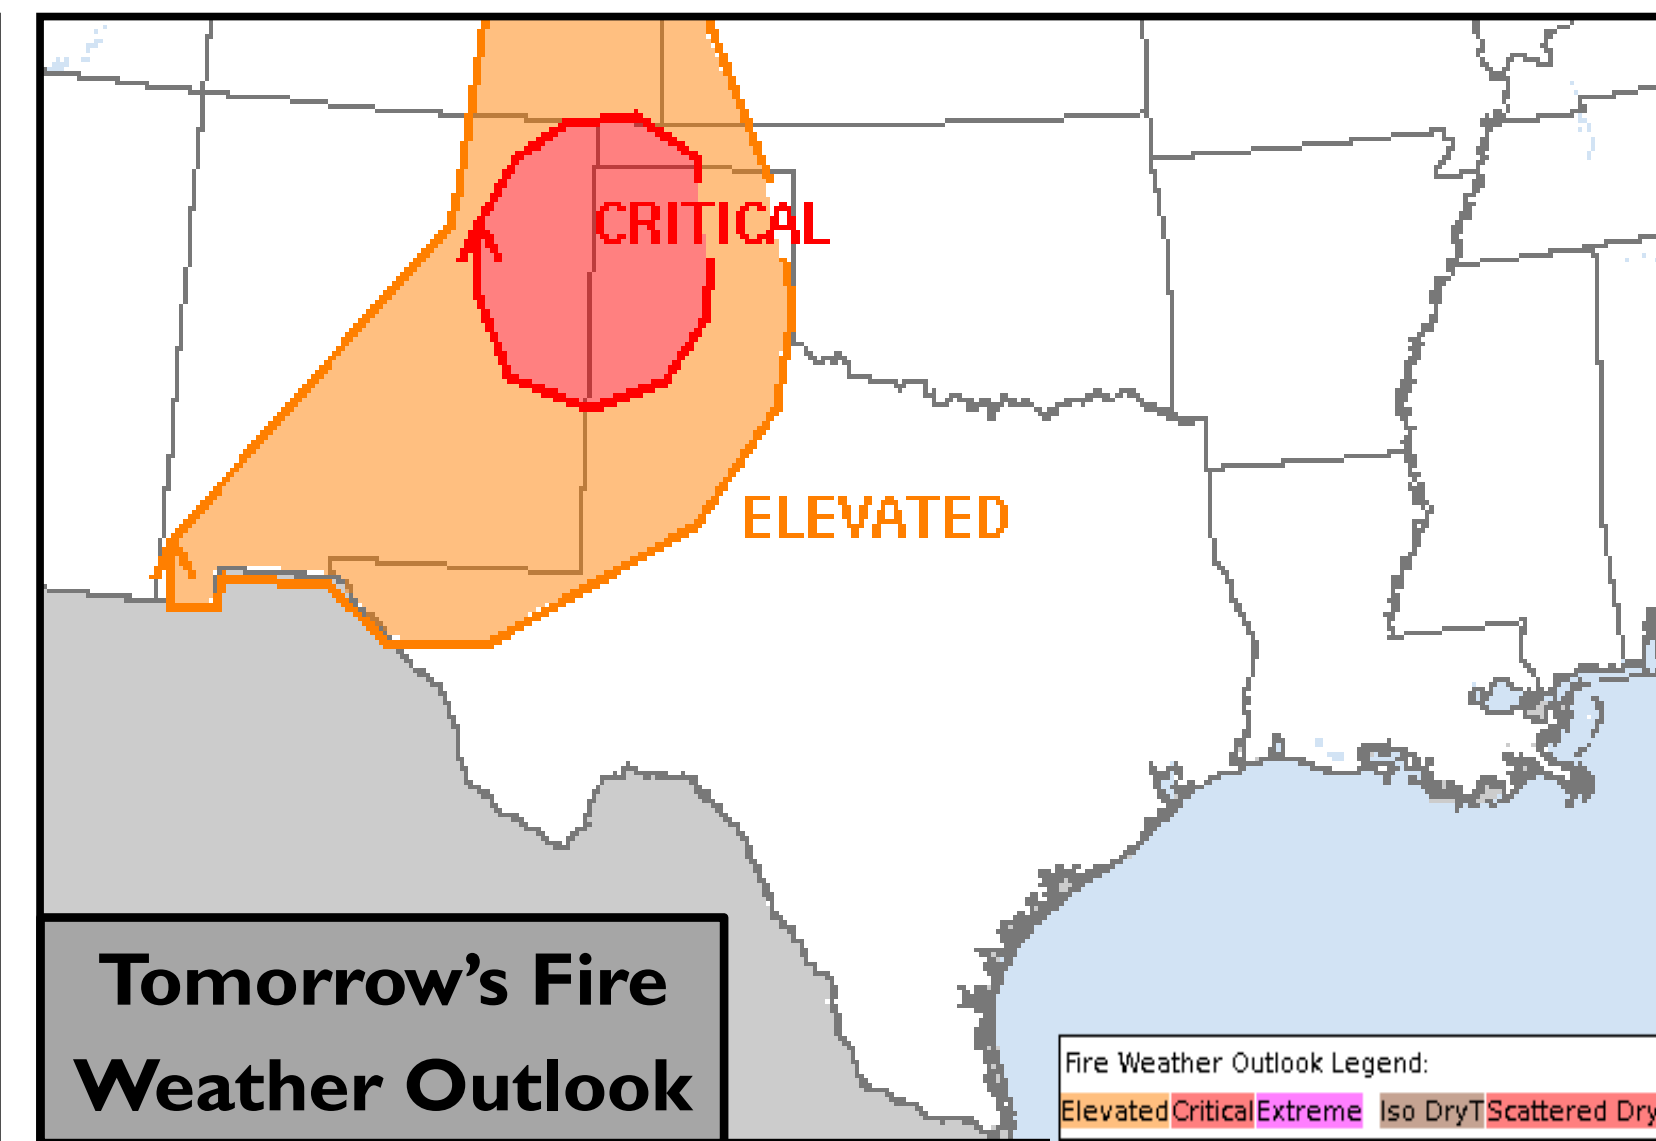 CRITICAL
ELEVATED
Tomorrow's Fire
Weather Outlook
Fire Weather Outlook Legend:
Elevated Critical Extreme Iso DryT Scattered Dry